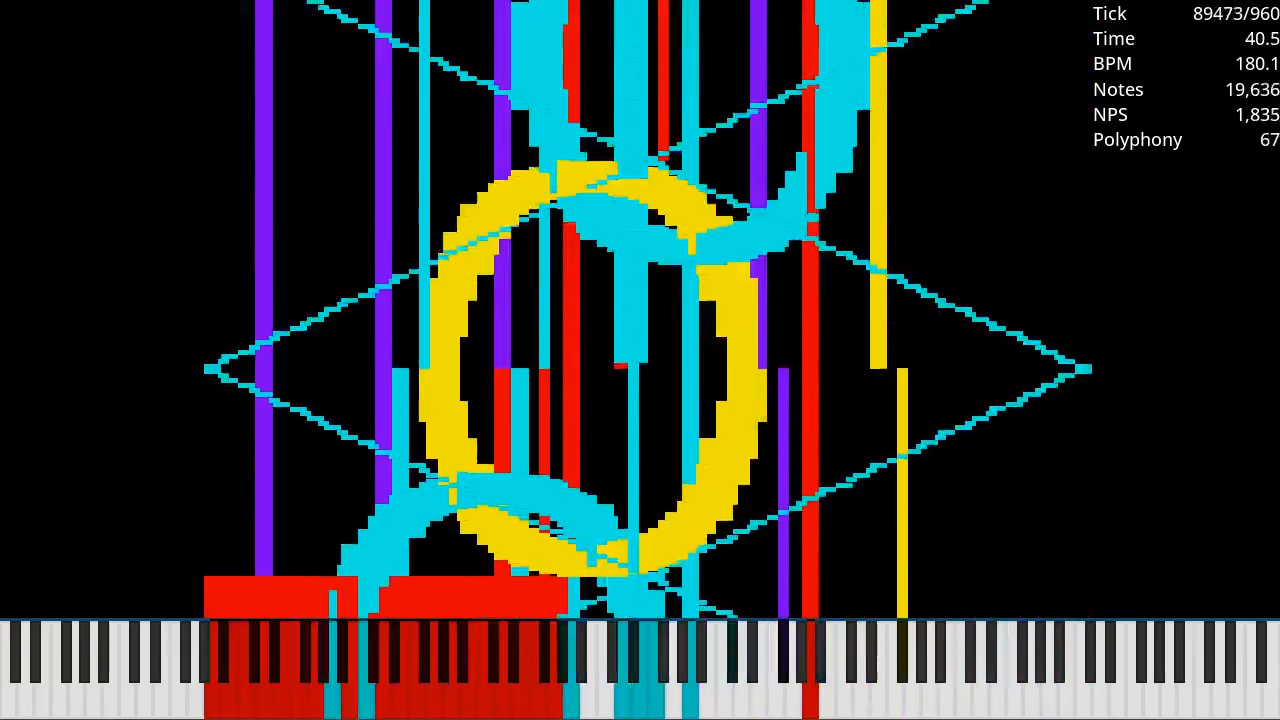 Tick 89473/960
Time 40.5
BPM 180.1
Notes 19,636
NPS 1,835
Polyphony 67